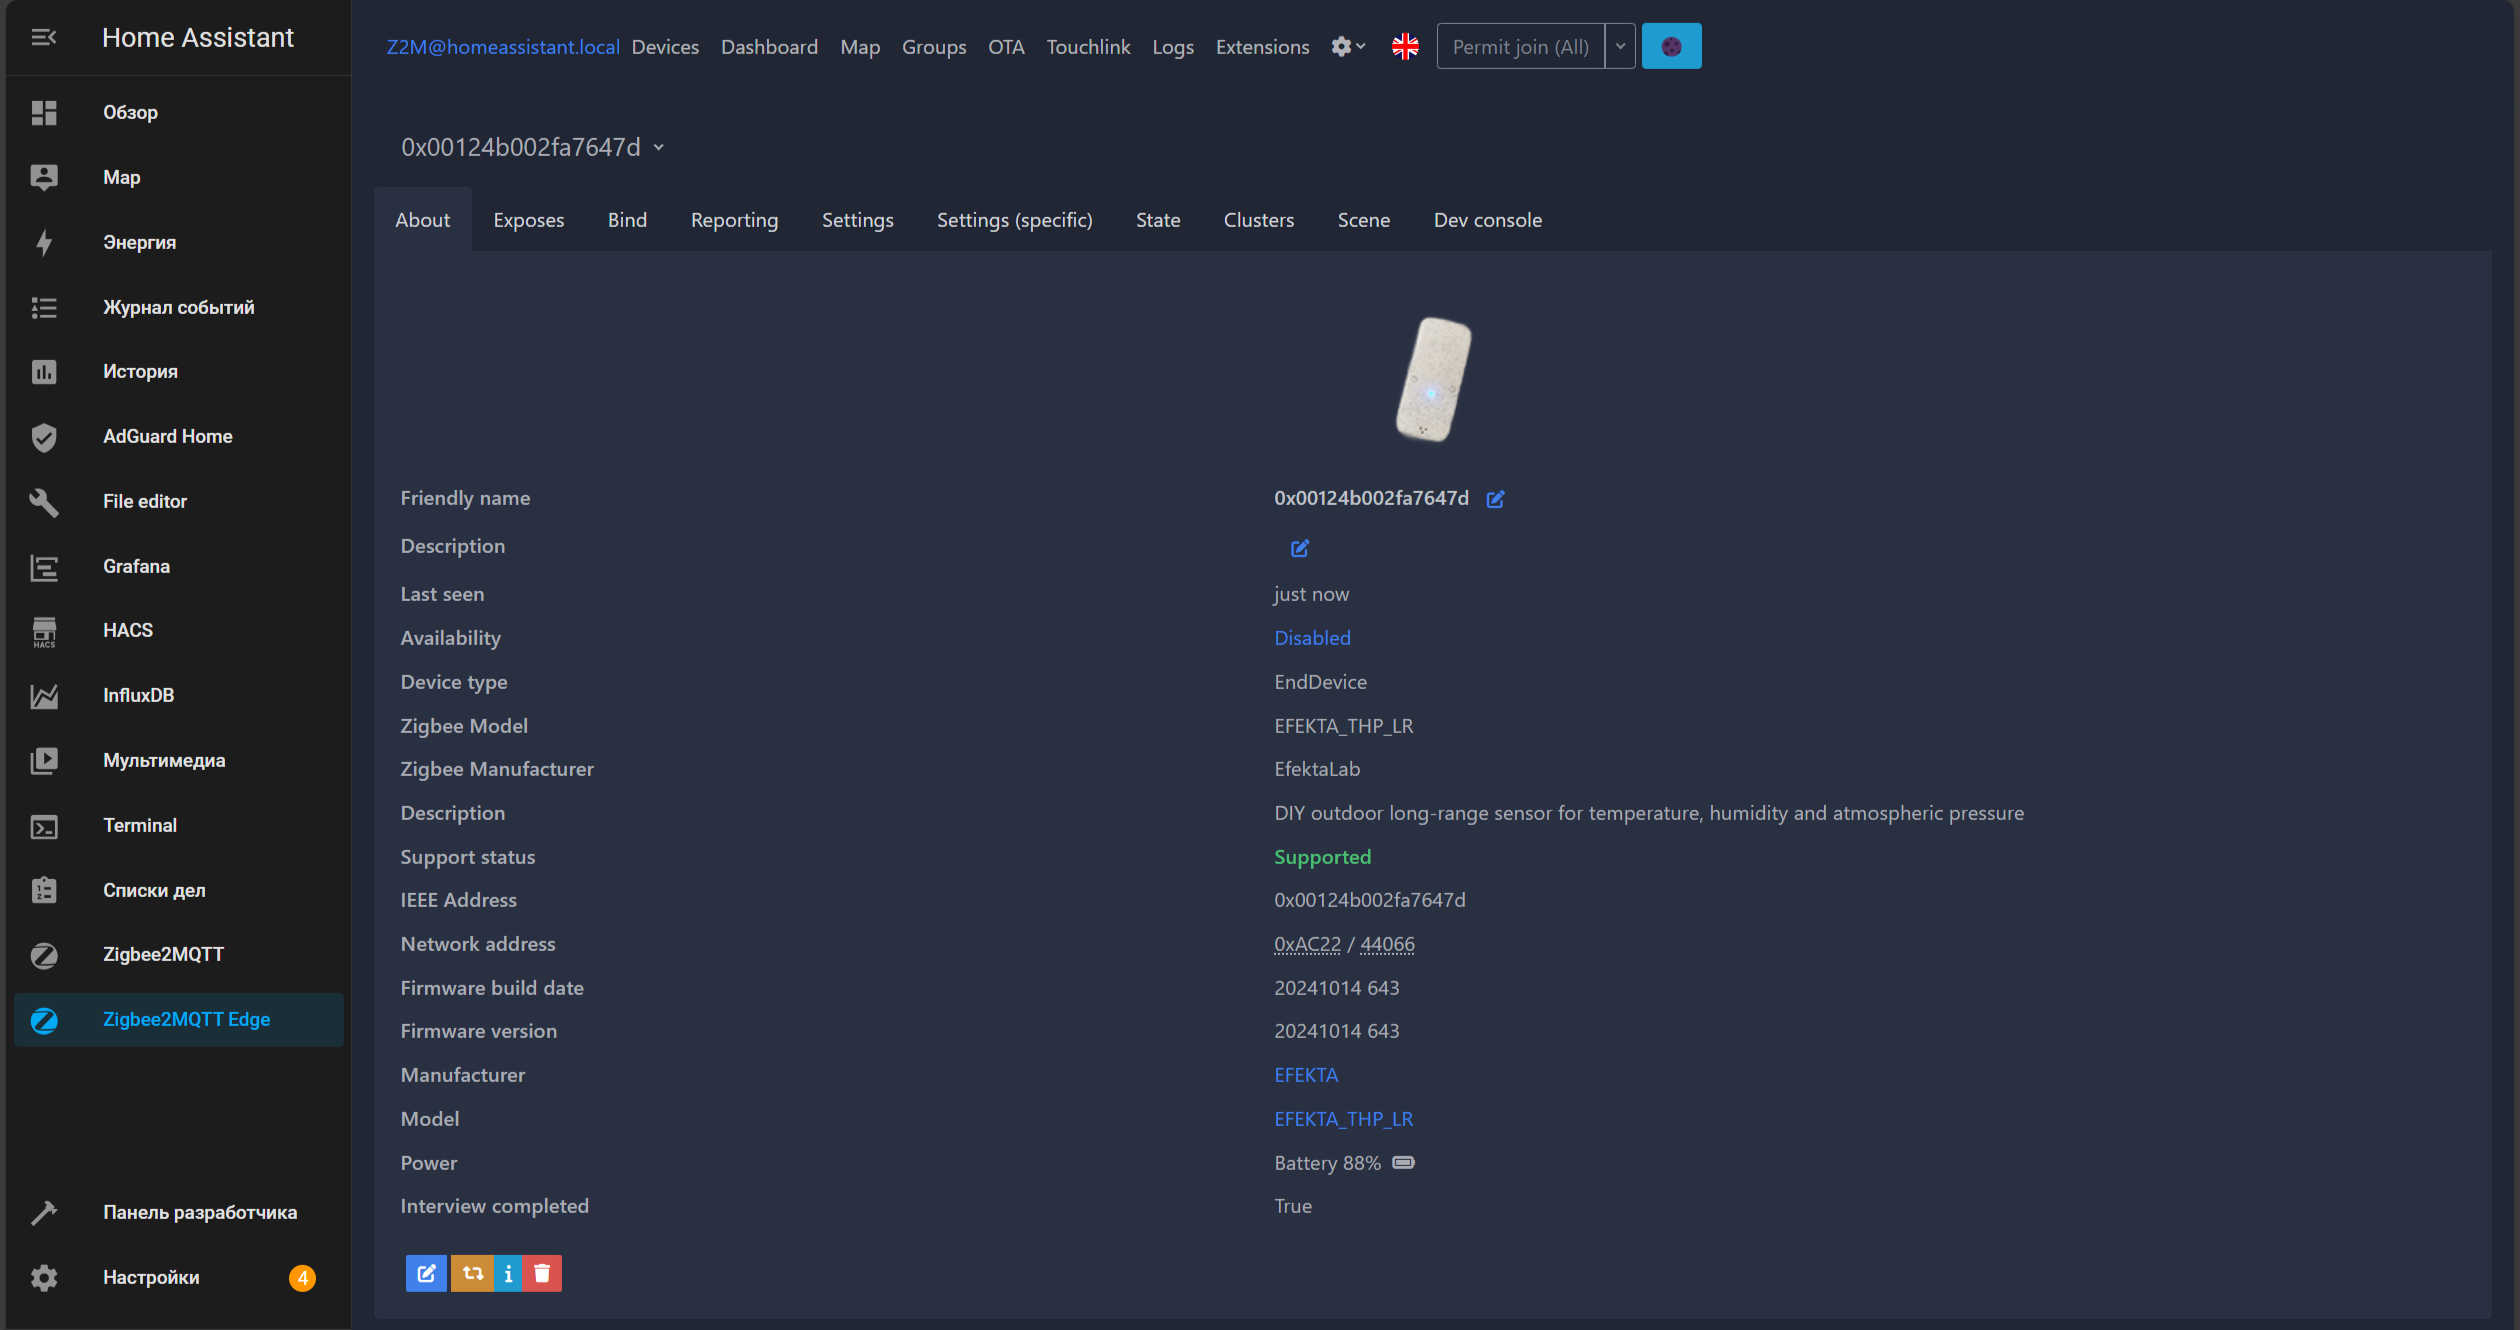 Home Assistant
Обзор
Map
Энергия
Журнал событий
История
AdGuard Home
File editor
Grafana
HACS
HACS
InfluxDB
Мультимедиа
Terminal
Списки дел
Zigbee2MQTT
Zigbee2MQTT Edge
Панель разработчика
Настройки 4
Z2M@homeassistant.local Devices Dashboard Map Groups OTA Touchlink Logs Extensions Permit join (All)
0x00124b002fa7647d
About Exposes Bind Reporting Settings Settings (specific) State Clusters Scene Dev console
Friendly name 0x00124b002fa7647d
Description
Last seen just now
Availability Disabled
Device type EndDevice
Zigbee Model EFEKTA_THP_LR
Zigbee Manufacturer EfektaLab
Description DIY outdoor long-range sensor for temperature, humidity and atmospheric pressure
Support status Supported
IEEE Address 0x00124b002fa7647d
Network address 0xAC22 / 44066
Firmware build date 20241014 643
Firmware version 20241014 643
Manufacturer EFEKTA
Model EFEKTA_THP_LR
Power Battery 88%
Interview completed True